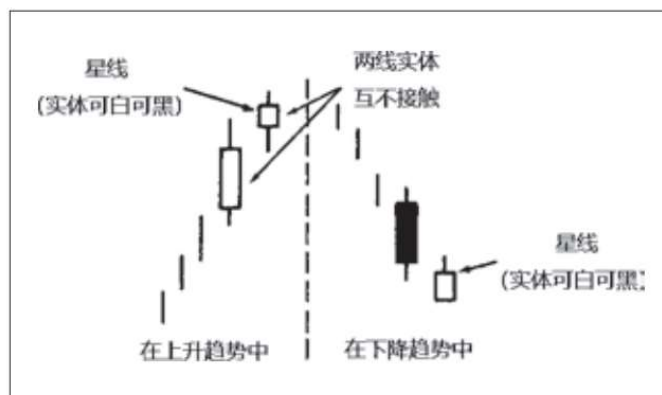 星线
(实体可白可黑)
两线实体
互不接触
星线
(实体可白可黑)
在上升趋势中
在下降趋势中